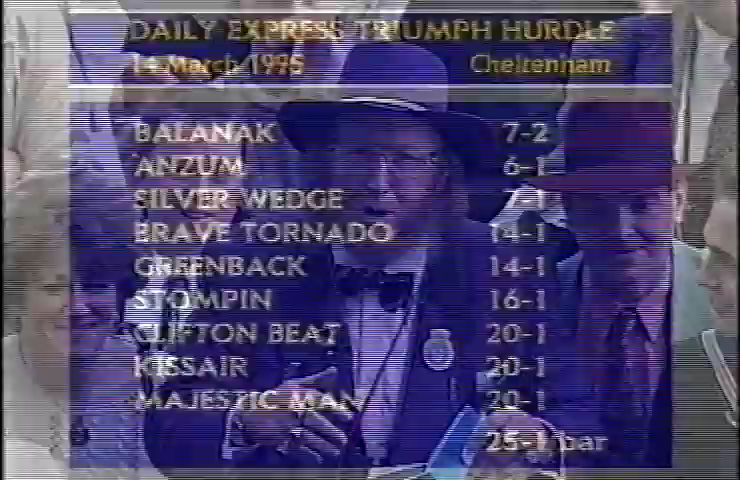 DAILY EXPRESS TRIUMPH HURDLE
14 March 1995 Cheltenham
BALANAK 7-2
ANZUM 6-1
SILVER WEDGE 7-1
BRAVE TORNADO 14-1
GREENBACK 14-1
STOMPIN 16-1
CLIFTON BEAT 20-1
KISSAIR 20-1
MAJESTIC MAN 20-1
25-1 bar